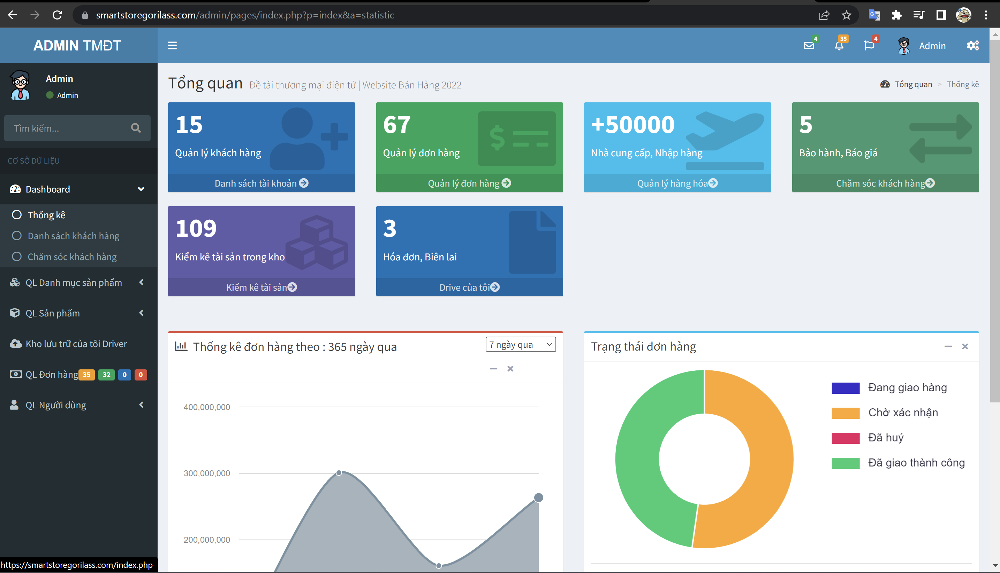 smartstoregorilass.com/admin/pages/index.php?p=index&a=statistic
ADMIN TMĐT
4
35
4
Admin
Admin
Admin
Tìm kiếm...
CƠ SỞ DỮ LIỆU
Dashboard
Thống kê
Danh sách khách hàng
Chăm sóc khách hàng
QL Danh mục sản phẩm
QL Sản phẩm
Kho lưu trữ của tôi Driver
QL Đơn hàng 35 32 0 0
QL Người dùng
Tổng quan Đề tài thương mại điện tử | Website Bán Hàng 2022
Tổng quan > Thống kê
15
Quản lý khách hàng
Danh sách tài khoản
67
Quản lý đơn hàng
Quản lý đơn hàng
+50000
Nhà cung cấp, Nhập hàng
Quản lý hàng hóa
5
Bảo hành, Báo giá
Chăm sóc khách hàng
109
Kiểm kê tài sản trong kho
Kiểm kê tài sản
3
Hóa đơn, Biên lai
Drive của tôi
Thống kê đơn hàng theo : 365 ngày qua
7 ngày qua
400,000,000
300,000,000
200,000,000
Trạng thái đơn hàng
Đang giao hàng
Chờ xác nhận
Đã huỷ
Đã giao thành công
https://smartstoregorilass.com/index.php